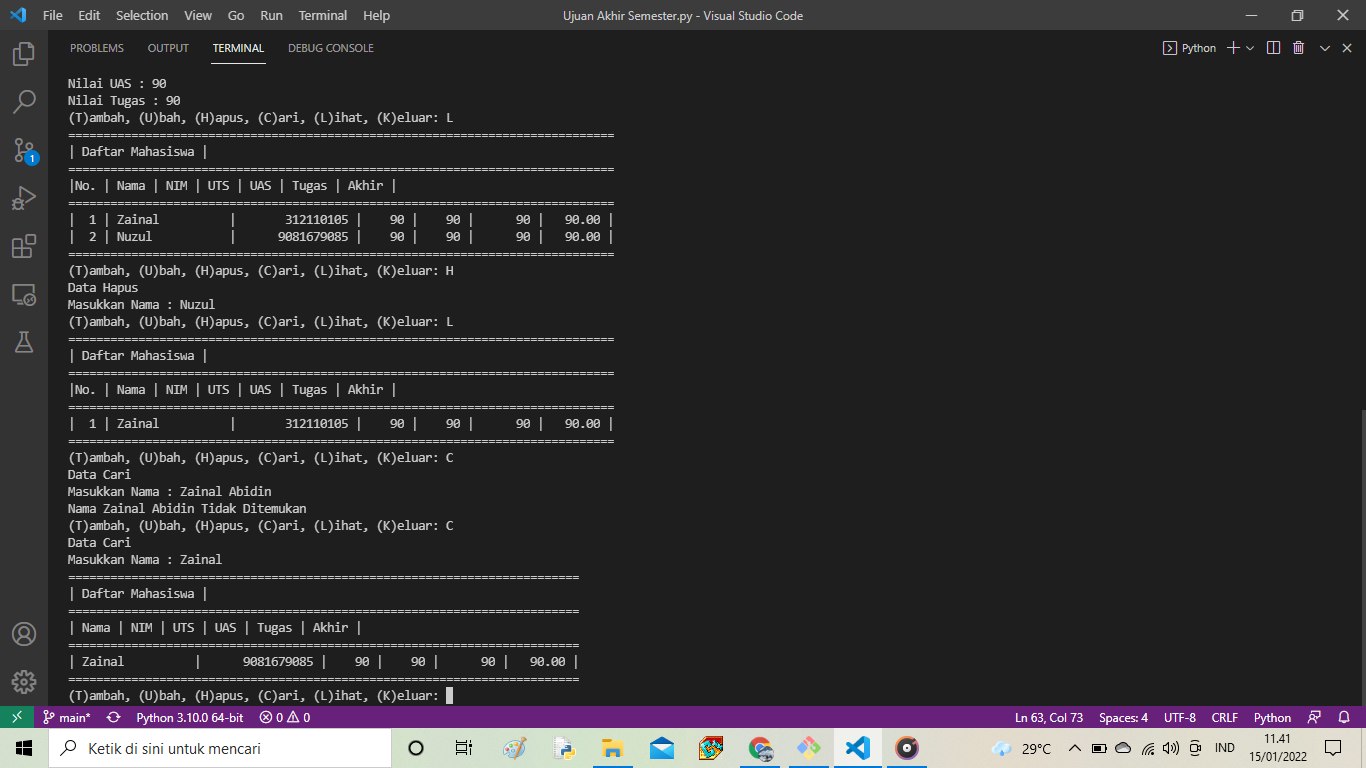 File Edit Selection View Go Run Terminal Help Ujuan Akhir Semester.py - Visual Studio Code
PROBLEMS OUTPUT TERMINAL DEBUG CONSOLE Python
Nilai UAS : 90
Nilai Tugas : 90
(T)ambah, (U)bah, (H)apus, (C)ari, (L)ihat, (K)eluar: L
==============================================================================
| Daftar Mahasiswa |
==============================================================================
|No. | Nama | NIM | UTS | UAS | Tugas | Akhir |
==============================================================================
|  1 | Zainal          |       312110105 |    90 |    90 |      90 |   90.00 |
|  2 | Nuzul           |      9081679085 |    90 |    90 |      90 |   90.00 |
==============================================================================
(T)ambah, (U)bah, (H)apus, (C)ari, (L)ihat, (K)eluar: H
Data Hapus
Masukkan Nama : Nuzul
(T)ambah, (U)bah, (H)apus, (C)ari, (L)ihat, (K)eluar: L
==============================================================================
| Daftar Mahasiswa |
==============================================================================
|No. | Nama | NIM | UTS | UAS | Tugas | Akhir |
==============================================================================
|  1 | Zainal          |       312110105 |    90 |    90 |      90 |   90.00 |
==============================================================================
(T)ambah, (U)bah, (H)apus, (C)ari, (L)ihat, (K)eluar: C
Data Cari
Masukkan Nama : Zainal Abidin
Nama Zainal Abidin Tidak Ditemukan
(T)ambah, (U)bah, (H)apus, (C)ari, (L)ihat, (K)eluar: C
Data Cari
Masukkan Nama : Zainal
=========================================================================
| Daftar Mahasiswa |
=========================================================================
| Nama | NIM | UTS | UAS | Tugas | Akhir |
=========================================================================
| Zainal          |      9081679085 |    90 |    90 |      90 |   90.00 |
=========================================================================
(T)ambah, (U)bah, (H)apus, (C)ari, (L)ihat, (K)eluar:
1
main* Python 3.10.0 64-bit 0 0 Ln 63, Col 73 Spaces: 4 UTF-8 CRLF Python
Ketik di sini untuk mencari 29°C IND 11.41
15/01/2022